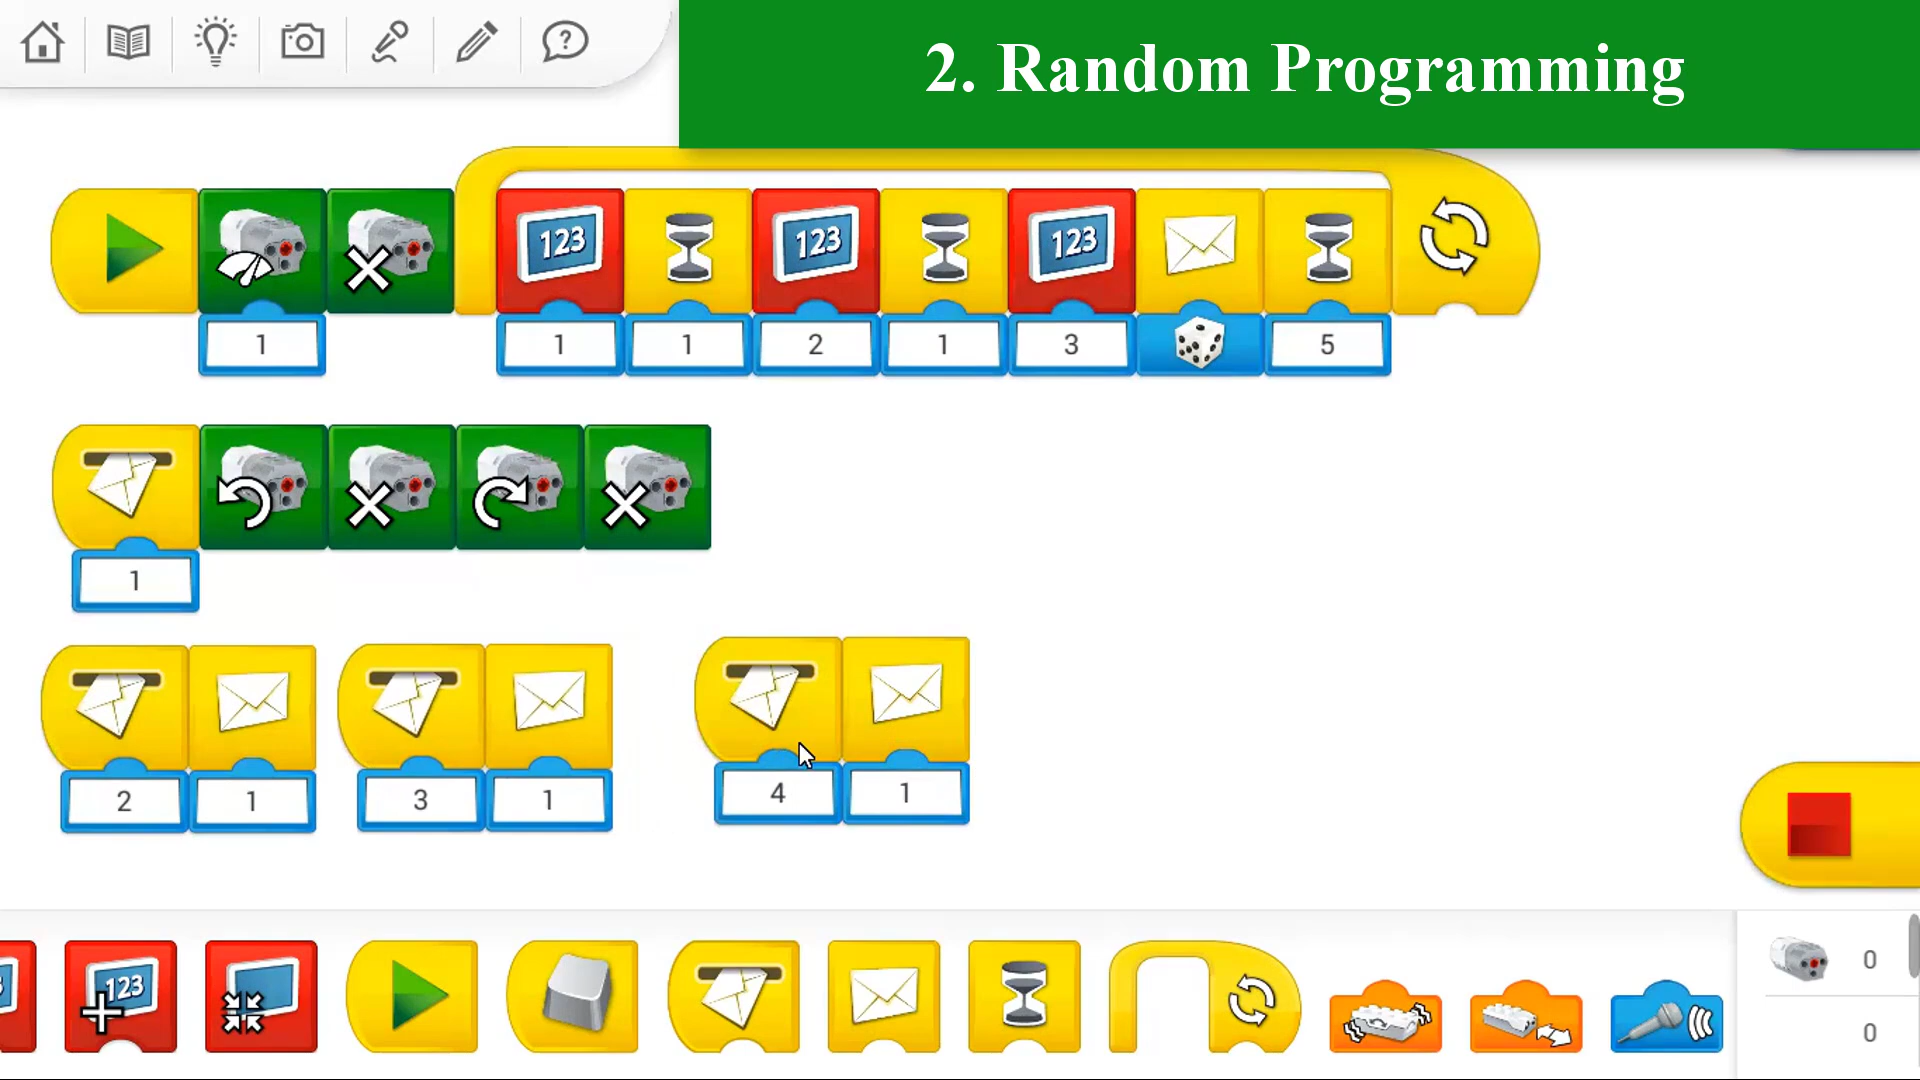 2. Random Programming
123 123 123
1 1 1 2 1 3 5
1
2 1 3 1 4 1
123
0
0